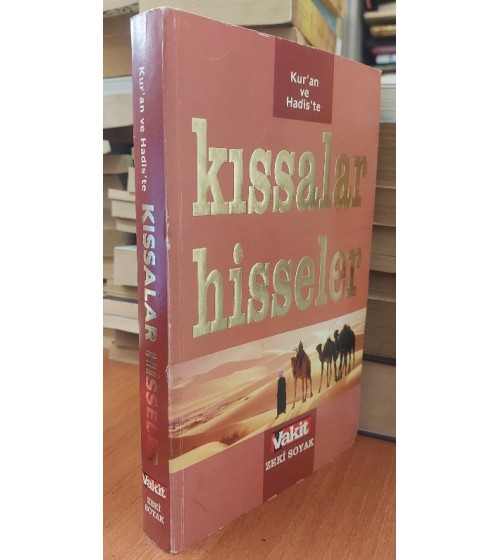 Kur'an
ve
Hadis'te
kıssalar
hisseler
Vakit
ZEKİ SOYAK
Kur'an ve Hadis'te KISSALAR HİSSELER
Vakit
ZEKİ
SOYAK